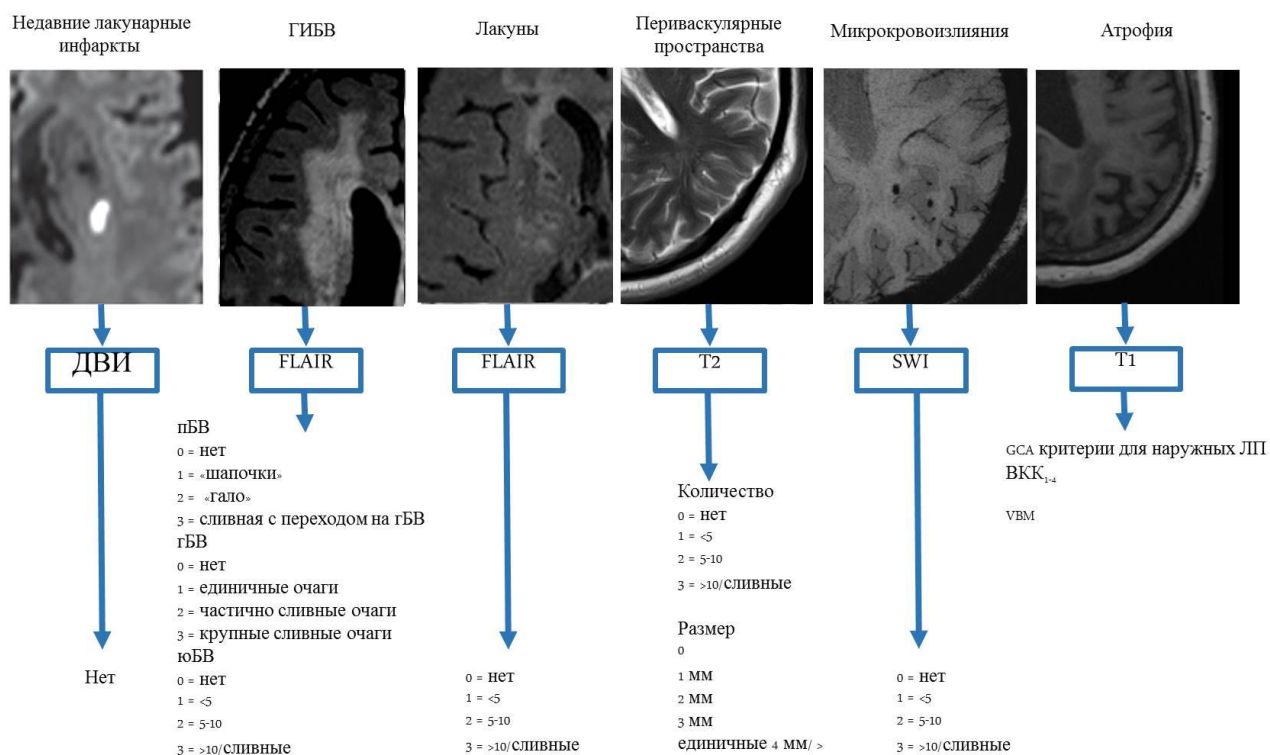 Недавние лакунарные
инфаркты
ГИБВ
Лакуны
Периваскулярные
пространства
Микрокровоизлияния
Атрофия
ДВИ
FLAIR
FLAIR
T2
SWI
T1
Нет
пБВ
0 = нет
1 = «шапочки»
2 = «гало»
3 = сливная с переходом на гБВ
гБВ
0 = нет
1 = единичные очаги
2 = частично сливные очаги
3 = крупные сливные очаги
юБВ
0 = нет
1 = <5
2 = 5-10
3 = >10/сливные
0 = нет
1 = <5
2 = 5-10
3 = >10/сливные
Количество
0 = нет
1 = <5
2 = 5-10
3 = >10/сливные
Размер
0
1 мм
2 мм
3 мм
единичные 4 мм/ >
0 = нет
1 = <5
2 = 5-10
3 = >10/сливные
GCA критерии для наружных ЛП
ВКК1-4
VBM